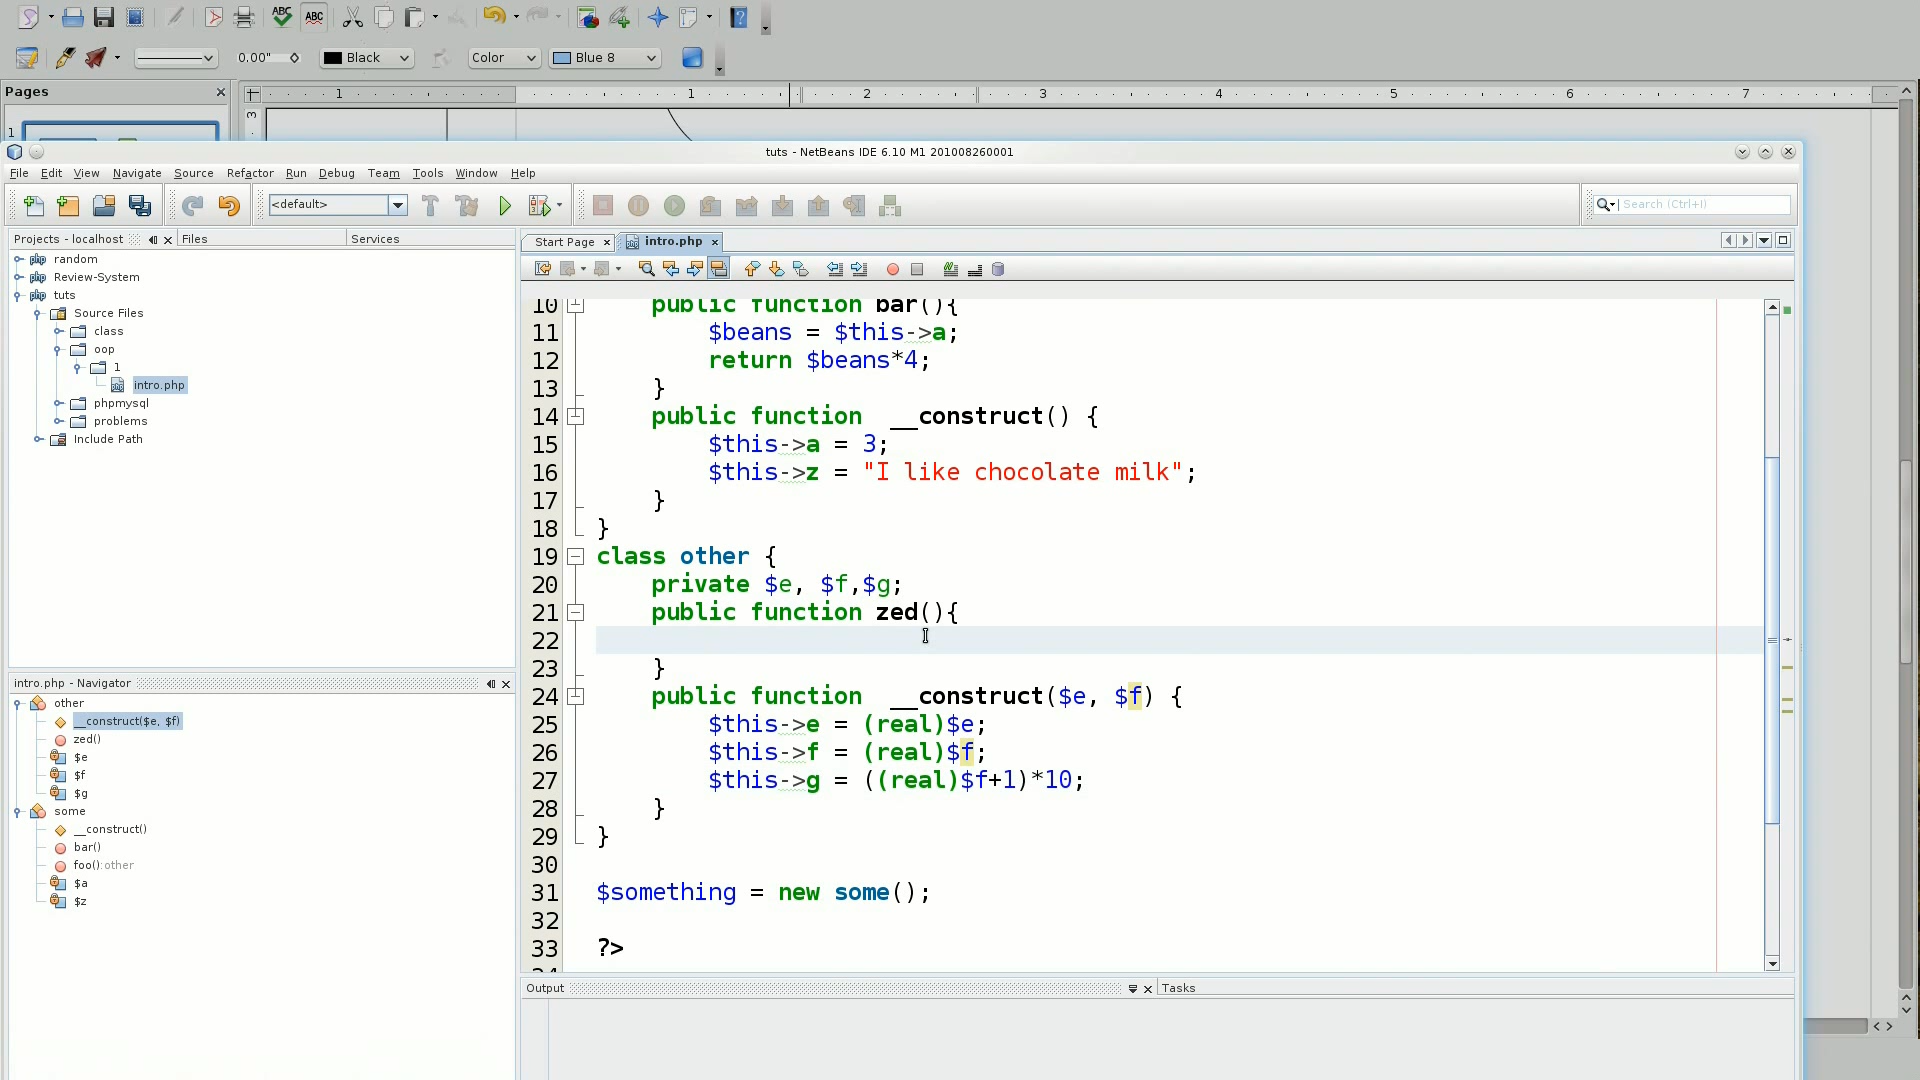 ABC
ABC
0.00"
Black
Color
Blue 8
Pages
1
1 1 2 3 4 5 6 7
3
1
tuts - NetBeans IDE 6.10 M1 201008260001
File Edit View Navigate Source Refactor Run Debug Team Tools Window Help
<default>
Search (Ctrl+I)
Projects - localhost
Files
Services
random
Review-System
tuts
Source Files
class
oop
1
intro.php
phpmysql
problems
Include Path
intro.php - Navigator
other
__construct($e, $f)
zed()
$e
$f
$g
some
__construct()
bar()
foo():other
$a
$z
Start Page
intro.php
10 public function bar(){
11 $beans = $this->a;
12 return $beans*4;
13 }
14 public function __construct() {
15 $this->a = 3;
16 $this->z = "I like chocolate milk";
17 }
18 }
19 class other {
20 private $e, $f,$g;
21 public function zed(){
22
23 }
24 public function __construct($e, $f) {
25 $this->e = (real)$e;
26 $this->f = (real)$f;
27 $this->g = ((real)$f+1)*10;
28 }
29 }
30
31 $something = new some();
32
33 ?>
Output
Tasks